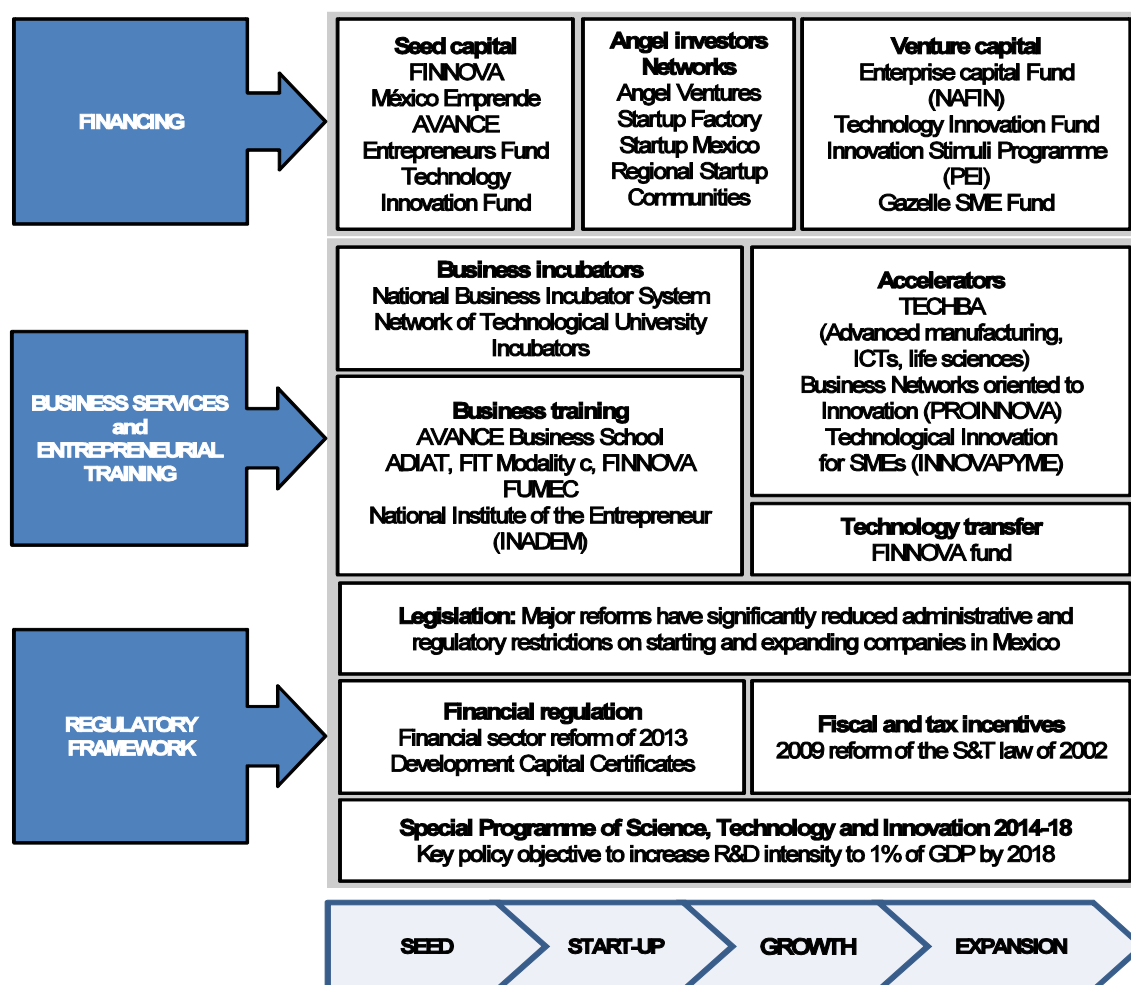 FINANCING
Seed capital
FINNOVA
México Emprende
AVANCE
Entrepreneurs Fund
Technology
Innovation Fund
Angel investors
Networks
Angel Ventures
Startup Factory
Startup Mexico
Regional Startup
Communities
Venture capital
Enterprise capital Fund
(NAFIN)
Technology Innovation Fund
Innovation Stimuli Programme
(PEI)
Gazelle SME Fund
BUSINESS SERVICES
and
ENTREPRENEURIAL
TRAINING
Business incubators
National Business Incubator System
Network of Technological University
Incubators
Business training
AVANCE Business School
ADIAT, FIT Modality c, FINNOVA
FUMEC
National Institute of the Entrepreneur
(INADEM)
Accelerators
TECHBA
(Advanced manufacturing,
ICTs, life sciences)
Business Networks oriented to
Innovation (PROINNOVA)
Technological Innovation
for SMEs (INNOVAPYME)
Technology transfer
FINNOVA fund
REGULATORY
FRAMEWORK
Legislation: Major reforms have significantly reduced administrative and
regulatory restrictions on starting and expanding companies in Mexico
Financial regulation
Financial sector reform of 2013
Development Capital Certificates
Fiscal and tax incentives
2009 reform of the S&T law of 2002
Special Programme of Science, Technology and Innovation 2014-18
Key policy objective to increase R&D intensity to 1% of GDP by 2018
SEED
START-UP
GROWTH
EXPANSION